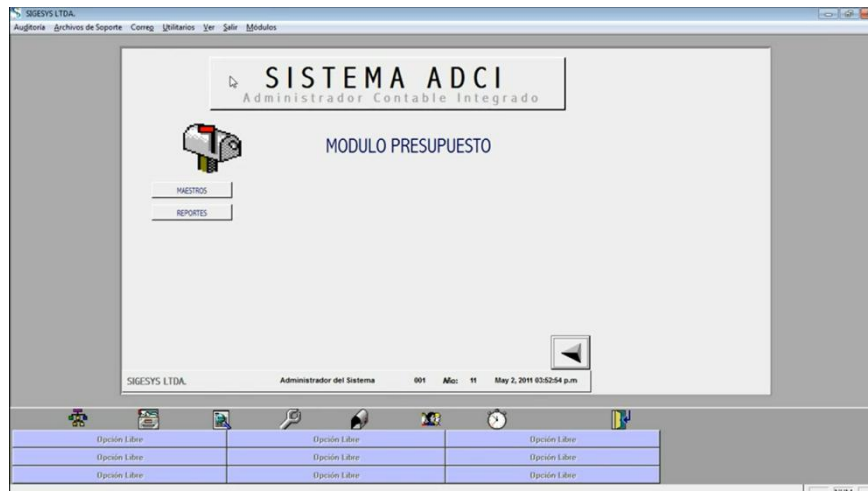 SIGESYS LTDA.
Auditoría Archivos de Soporte Correo Utilitarios Ver Salir Módulos
SISTEMA ADCI
Administrador Contable Integrado
MODULO PRESUPUESTO
MAESTROS
REPORTES
SIGESYS LTDA. Administrador del Sistema 001 Año: 11 May 2, 2011 03:52:54 p.m
Opción Libre Opción Libre Opción Libre
Opción Libre Opción Libre Opción Libre
Opción Libre Opción Libre Opción Libre